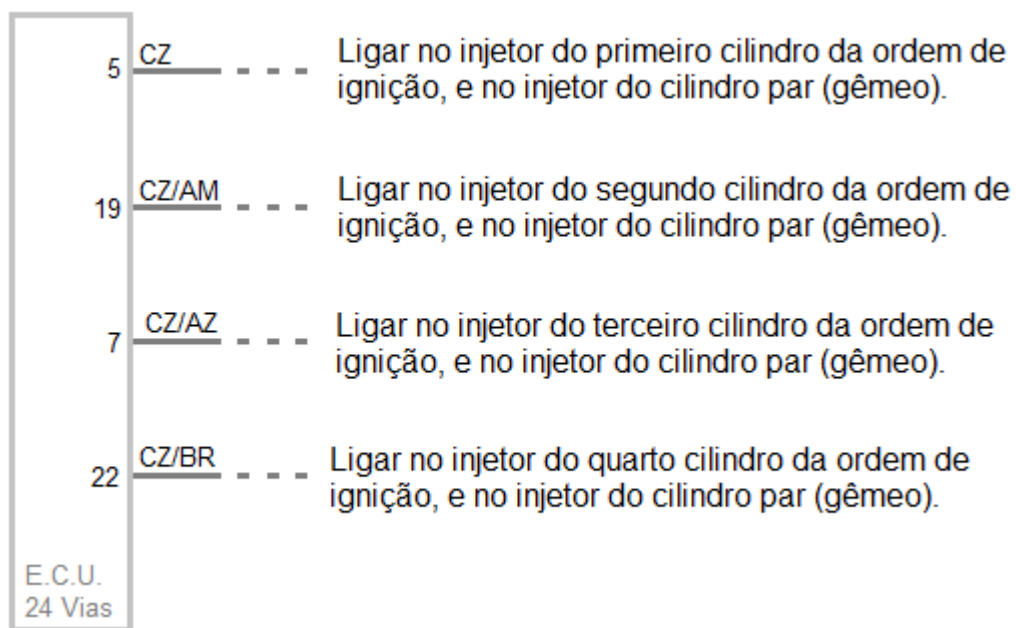 5 CZ Ligar no injetor do primeiro cilindro da ordem de
ignição, e no injetor do cilindro par (gêmeo).
19 CZ/AM Ligar no injetor do segundo cilindro da ordem de
ignição, e no injetor do cilindro par (gêmeo).
7 CZ/AZ Ligar no injetor do terceiro cilindro da ordem de
ignição, e no injetor do cilindro par (gêmeo).
22 CZ/BR Ligar no injetor do quarto cilindro da ordem de
ignição, e no injetor do cilindro par (gêmeo).
E.C.U.
24 Vias